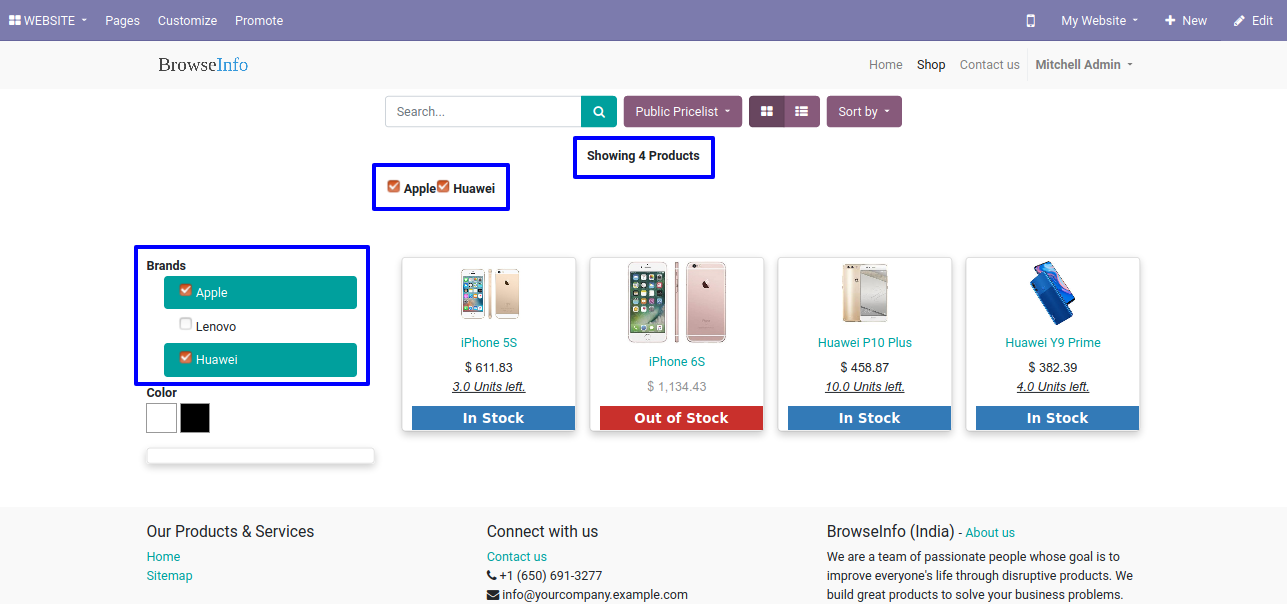 WEBSITE Pages Customize Promote My Website New Edit
BrowseInfo Home Shop Contact us Mitchell Admin
Search... Public Pricelist Sort by
Showing 4 Products
Apple Huawei
Brands
Apple
Lenovo
Huawei
Color
iPhone 5S
$ 611.83
3.0 Units left.
In Stock
iPhone 6S
$ 1,134.43
Out of Stock
Huawei P10 Plus
$ 458.87
10.0 Units left.
In Stock
Huawei Y9 Prime
$ 382.39
4.0 Units left.
In Stock
Our Products & Services
Home
Sitemap
Connect with us
Contact us
+1 (650) 691-3277
info@yourcompany.example.com
BrowseInfo (India) - About us
We are a team of passionate people whose goal is to
improve everyone's life through disruptive products. We
build great products to solve your business problems.